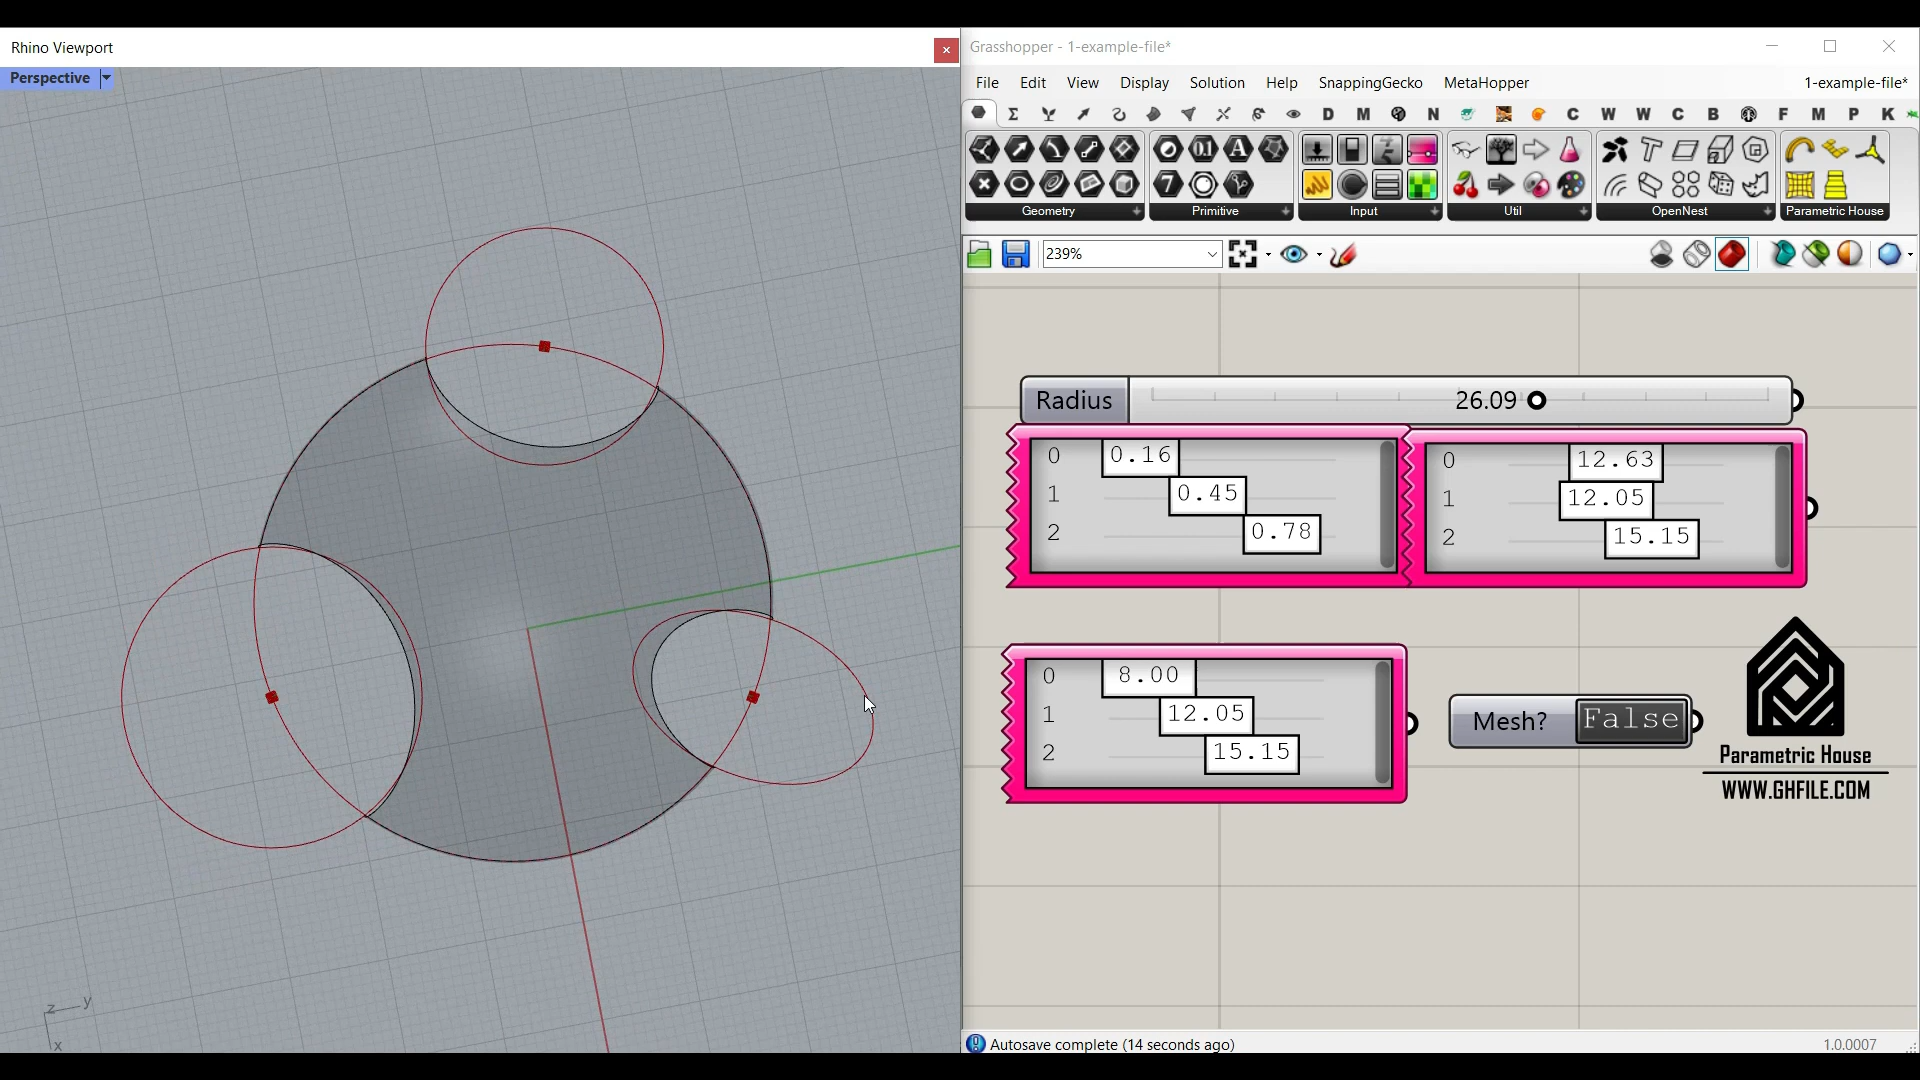 Rhino Viewport
Perspective
z
y
x
Grasshopper - 1-example-file*
File Edit View Display Solution Help SnappingGecko MetaHopper 1-example-file*
D M N C W W C B F M P K
Geometry Primitive Input Util OpenNest Parametric House
239%
Radius 26.09
0 0.16
1 0.45
2 0.78
0 12.63
1 12.05
2 15.15
0 8.00
1 12.05
2 15.15
Mesh? False
Parametric House
WWW.GHFILE.COM
Autosave complete (14 seconds ago)
1.0.0007